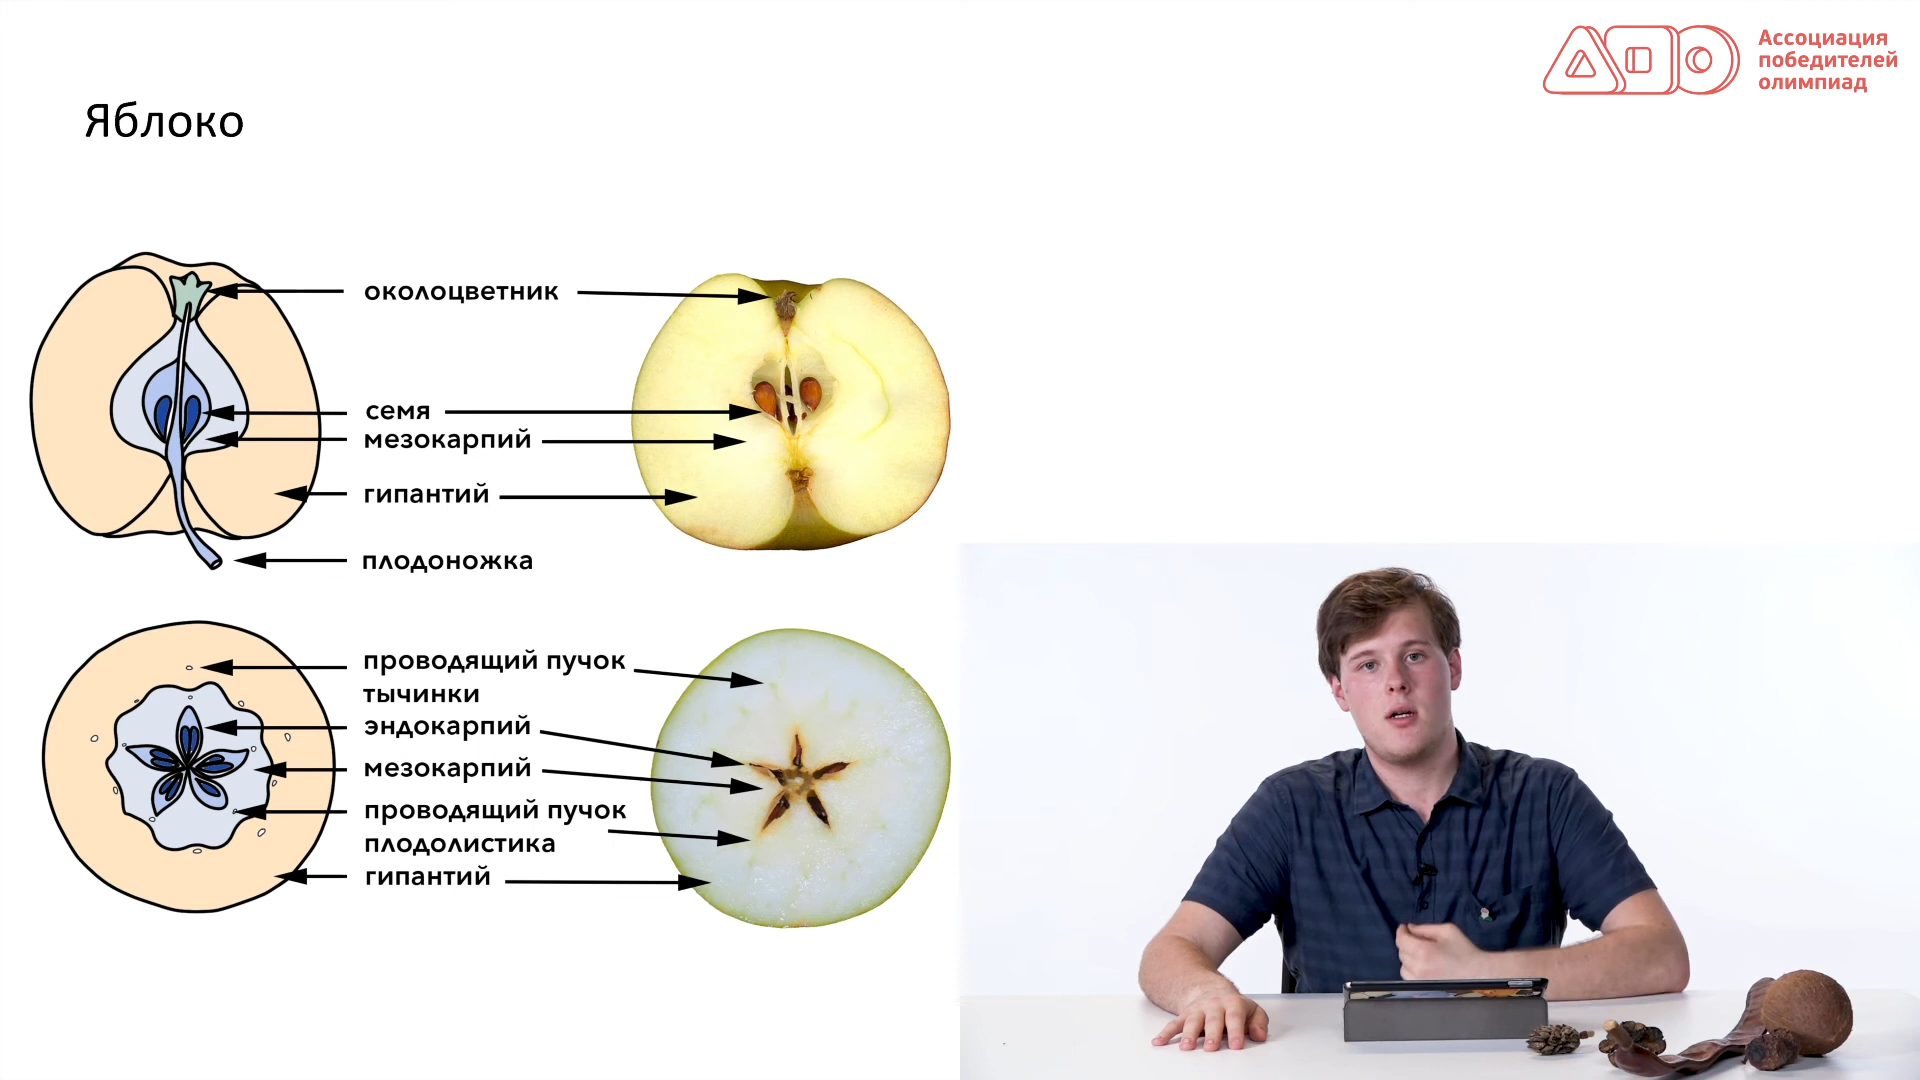 Ассоциация
победителей
олимпиад
Яблоко
околоцветник
семя
мезокарпий
гипантий
плодоножка
проводящий пучок
тычинки
эндокарпий
мезокарпий
проводящий пучок
плодолистика
гипантий